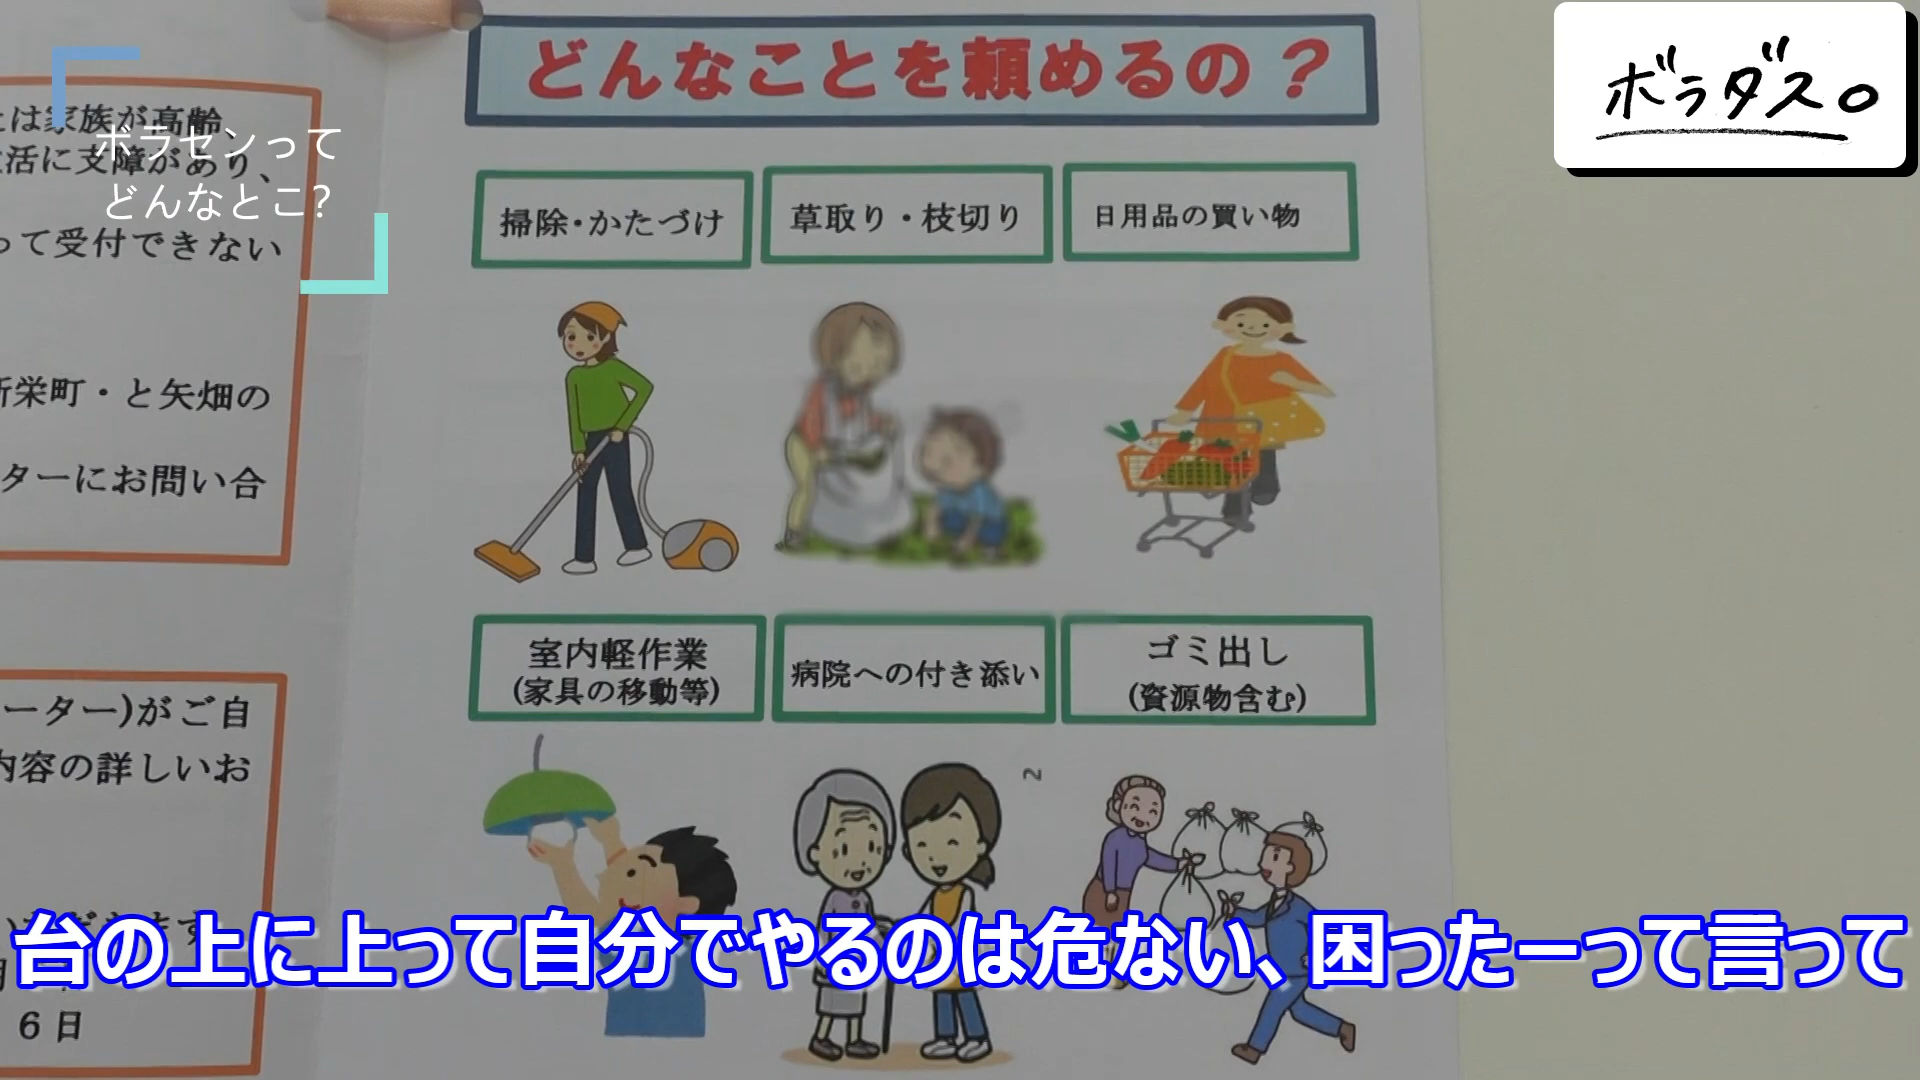 どんなことを頼めるの？
ボラダス。
ボラセンって
どんなとこ？
は家族が高齢、
活に支障があり、
って受付できない
栄町・と矢畑の
ターにお問い合
ーター)がご自
内容の詳しいお
6日
掃除・かたづけ
草取り・枝切り
日用品の買い物
室内軽作業
(家具の移動等)
病院への付き添い
ゴミ出し
(資源物含む)
台の上に上って自分でやるのは危ない、困ったーって言って